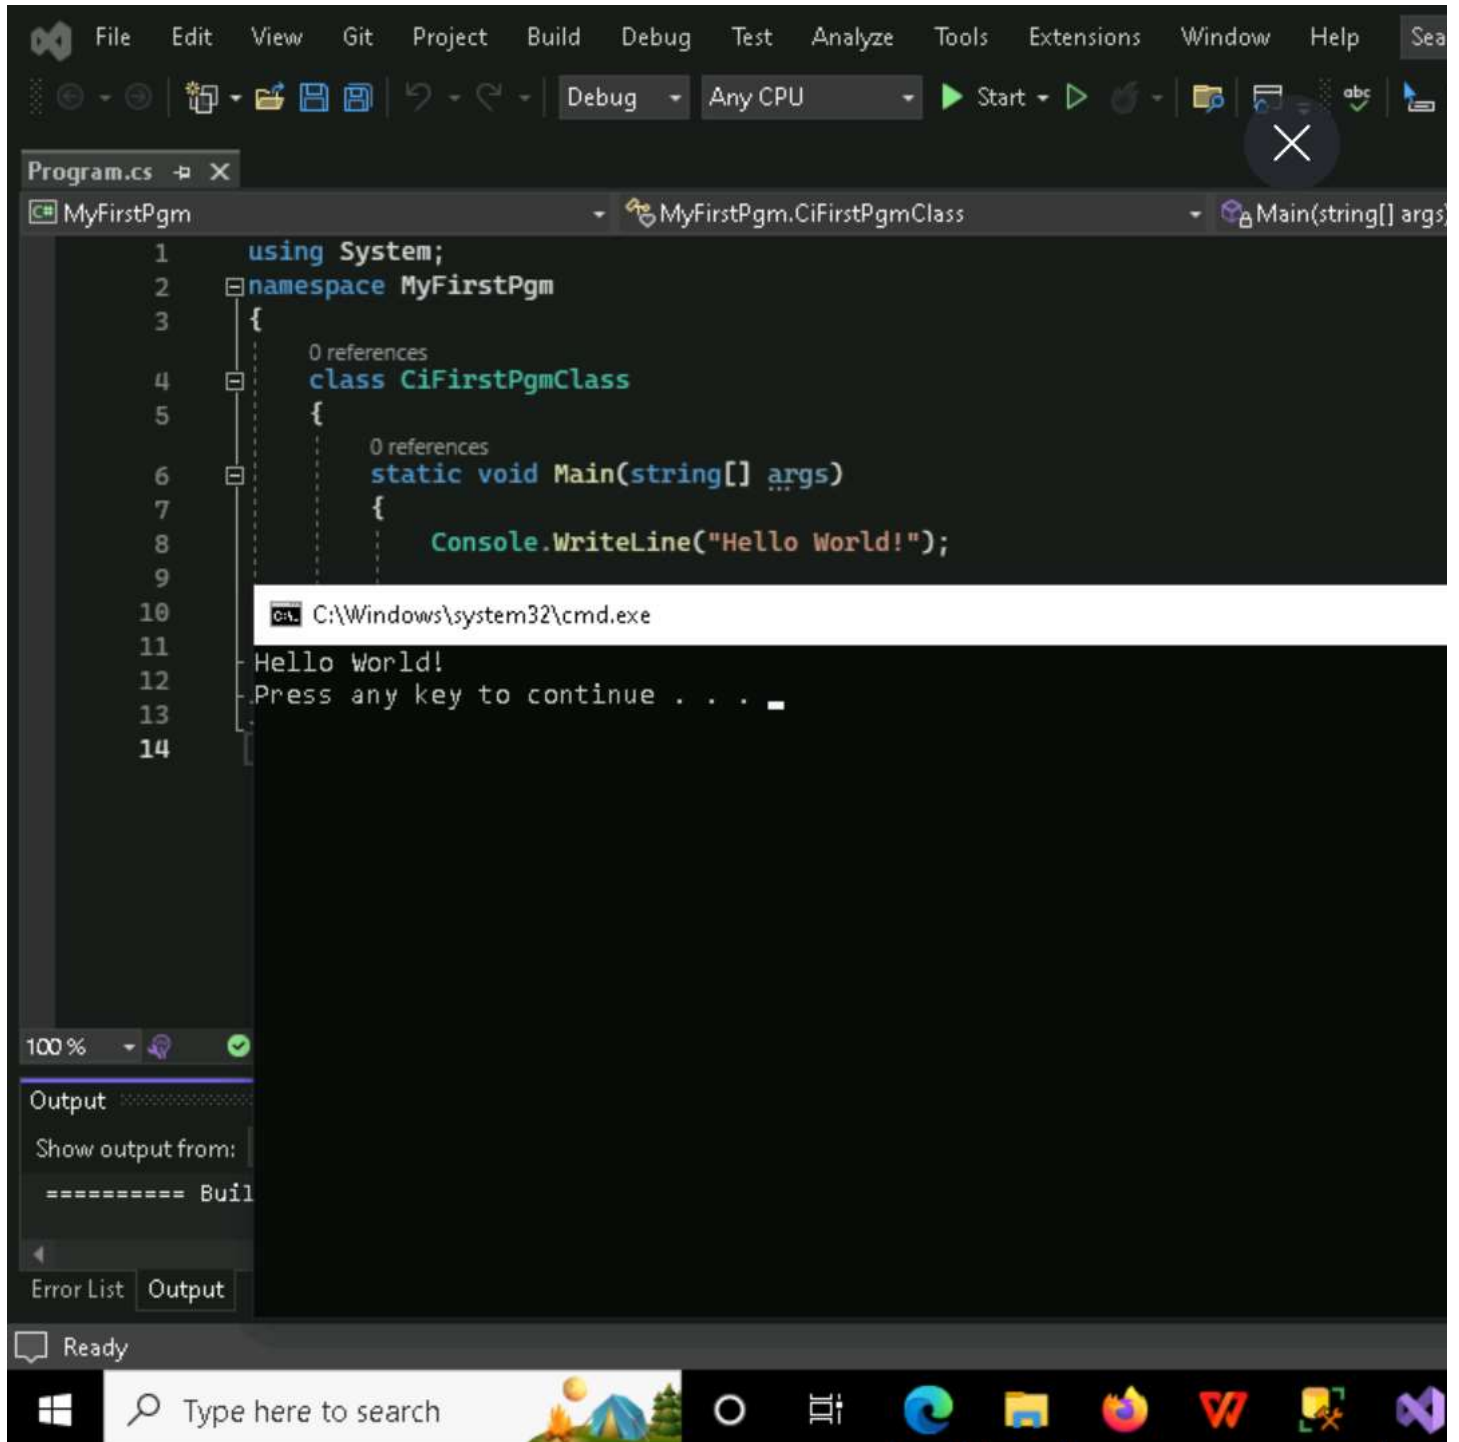 File Edit View Git Project Build Debug Test Analyze Tools Extensions Window Help Sea
Debug Any CPU Start abc
Program.cs
C# MyFirstPgm MyFirstPgm.CiFirstPgmClass Main(string[] args)
1 using System;
2 namespace MyFirstPgm
3 {
0 references
4 class CiFirstPgmClass
5 {
0 references
6 static void Main(string[] args)
7 {
8 Console.WriteLine("Hello World!");
9
10
11
12
13
14
C:\Windows\system32\cmd.exe
Hello World!
Press any key to continue . . .
100 %
Output
Show output from:
========== Buil
Error List Output
Ready
Type here to search